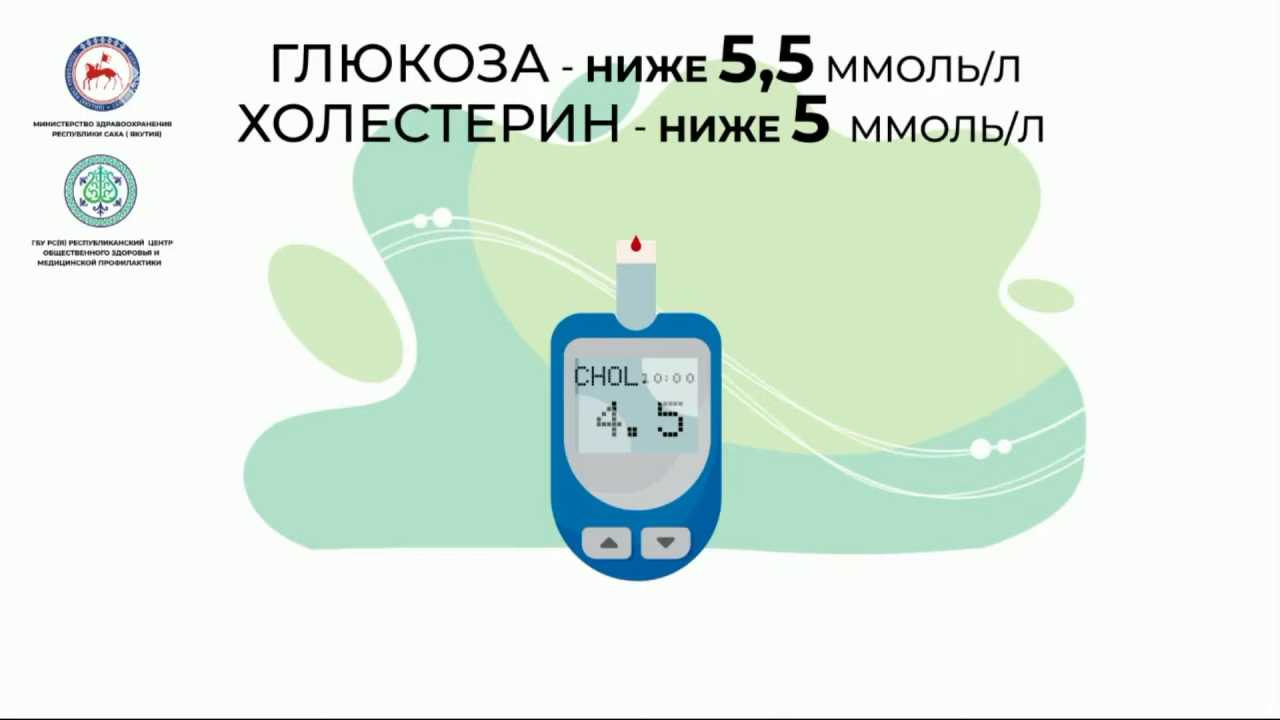 ГЛЮКОЗА - НИЖЕ 5,5 ММОЛЬ/Л
ХОЛЕСТЕРИН - НИЖЕ 5 ММОЛЬ/Л
МИНИСТЕРСТВО ЗДРАВООХРАНЕНИЯ
РЕСПУБЛИКИ САХА ( ЯКУТИЯ)
ГБУ РС(Я) РЕСПУБЛИКАНСКИЙ ЦЕНТР
ОБЩЕСТВЕННОГО ЗДОРОВЬЯ И
МЕДИЦИНСКОЙ ПРОФИЛАКТИКИ
CHOL. 10:00
4.5